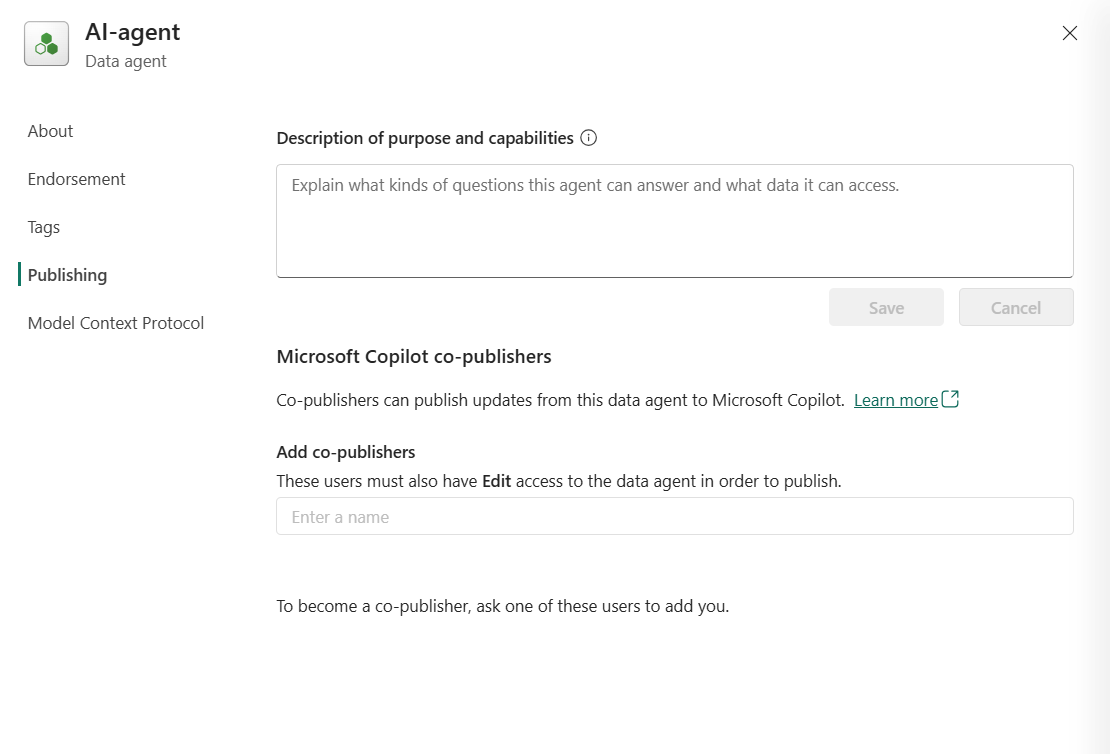 AI-agent
Data agent
About
Endorsement
Tags
Publishing
Model Context Protocol
Description of purpose and capabilities
Explain what kinds of questions this agent can answer and what data it can access.
Save
Cancel
Microsoft Copilot co-publishers
Co-publishers can publish updates from this data agent to Microsoft Copilot. Learn more
Add co-publishers
These users must also have Edit access to the data agent in order to publish.
Enter a name
To become a co-publisher, ask one of these users to add you.